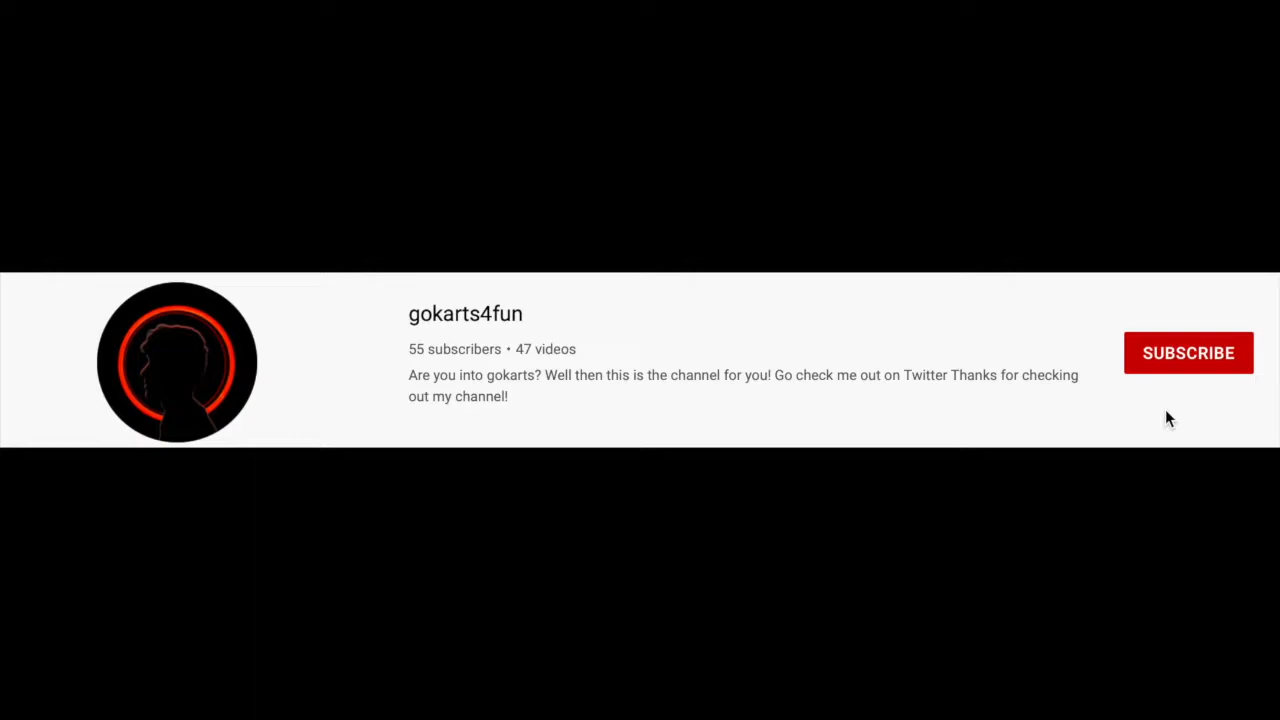 gokarts4fun
55 subscribers • 47 videos
Are you into gokarts? Well then this is the channel for you! Go check me out on Twitter Thanks for checking
out my channel!
SUBSCRIBE